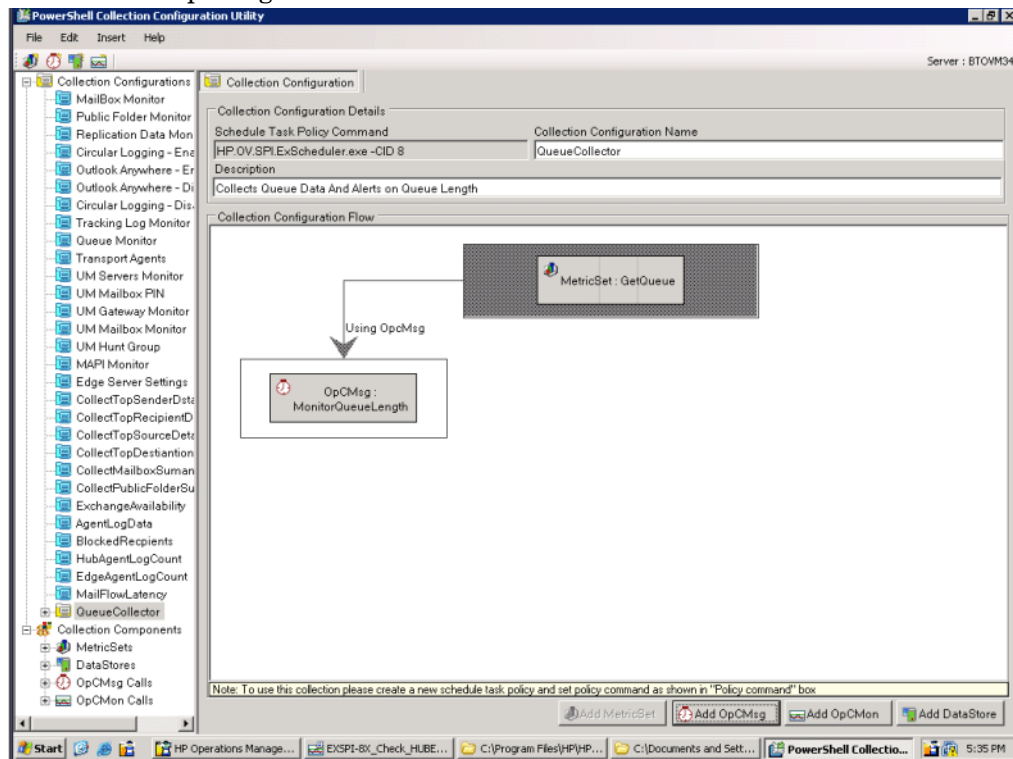 PowerShell Collection Configuration Utility
File Edit Insert Help
Server : BTOVM34
Collection Configurations
MailBox Monitor
Public Folder Monitor
Replication Data Mon
Circular Logging - Ena
Outlook Anywhere - Er
Outlook Anywhere - Di
Circular Logging - Dis
Tracking Log Monitor
Queue Monitor
Transport Agents
UM Servers Monitor
UM Mailbox PIN
UM Gateway Monitor
UM Mailbox Monitor
UM Hunt Group
MAPI Monitor
Edge Server Settings
CollectTopSenderDsta
CollectTopRecipientD
CollectTopSourceDeta
CollectTopDestiantion
CollectMailboxSuman
CollectPublicFolderSu
ExchangeAvailability
AgentLogData
BlockedRecpients
HubAgentLogCount
EdgeAgentLogCount
MailFlowLatency
QueueCollector
Collection Components
MetricSets
DataStores
OpCMsg Calls
OpCMon Calls
Collection Configuration
Collection Configuration Details
Schedule Task Policy Command Collection Configuration Name
HP.OV.SPI.ExScheduler.exe -CID 8 QueueCollector
Description
Collects Queue Data And Alerts on Queue Length
Collection Configuration Flow
MetricSet : GetQueue
Using OpcMsg
OpCMsg :
MonitorQueueLength
Note: To use this collection please create a new schedule task policy and set policy command as shown in "Policy command" box
Add MetricSet Add OpCMsg Add OpCMon Add DataStore
Start HP Operations Manage... EXSPI-8X_Check_HUBE... C:\Program Files\HP\HP... C:\Documents and Sett... PowerShell Collectio... 5:35 PM